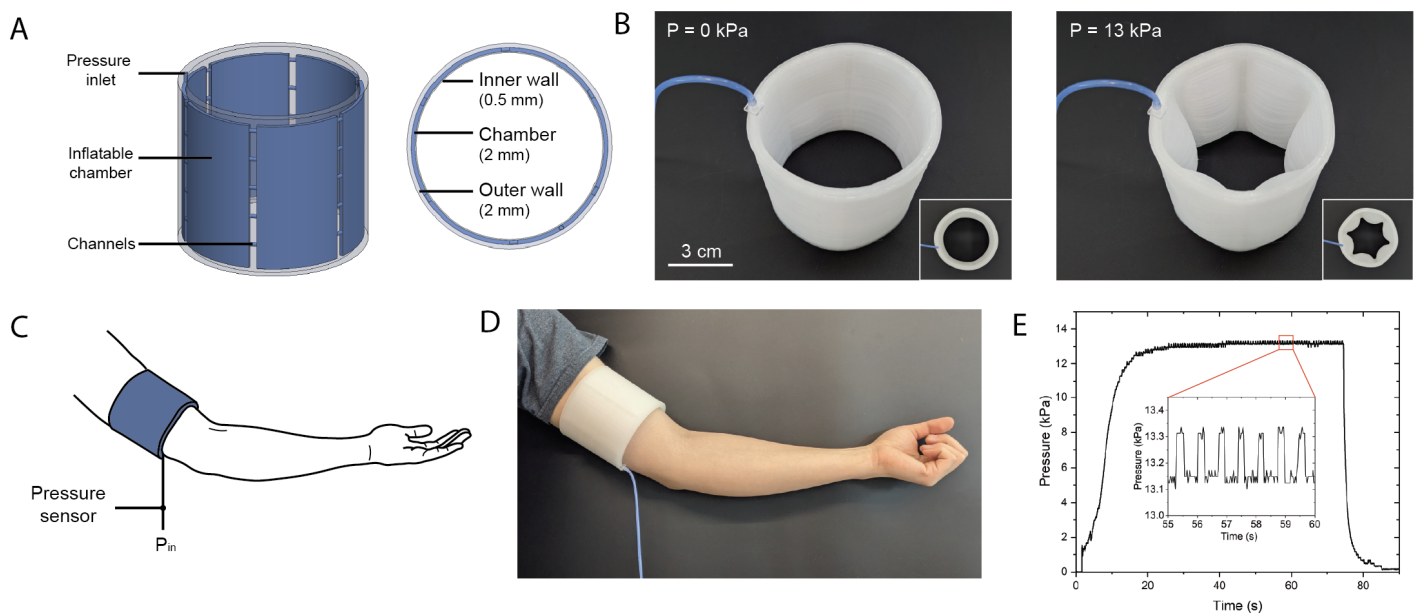 A
Pressure
inlet
Inflatable
chamber
Channels
Inner wall
(0.5 mm)
Chamber
(2 mm)
Outer wall
(2 mm)
B
P = 0 kPa
3 cm
P = 13 kPa
C
Pressure
sensor
Pin
D
E
Pressure (kPa)
14
12
10
8
6
4
2
0
0
20
40
60
80
Time (s)
Pressure (kPa)
13.4
13.3
13.2
13.1
13.0
55
56
57
58
59
60
Time (s)